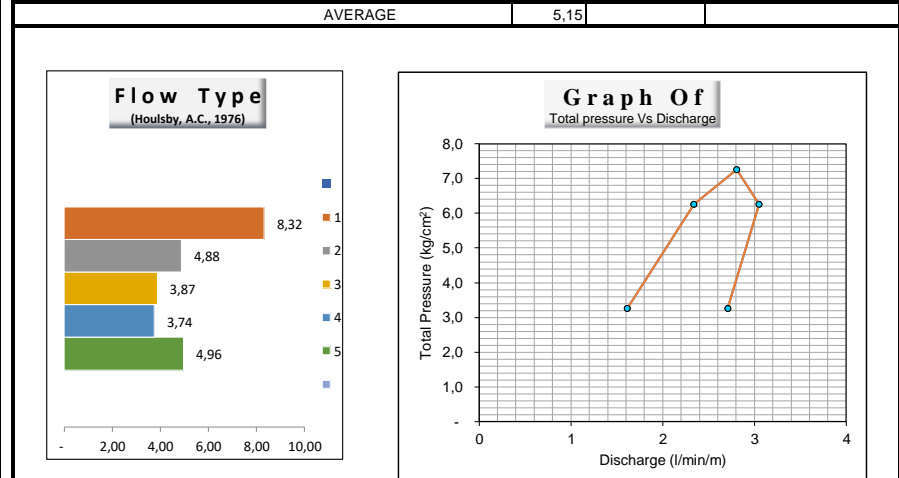 AVERAGE 5,15
Flow Type
(Houlsby, A.C., 1976)
8,32
4,88
3,87
3,74
4,96
1
2
3
4
5
- 2,00 4,00 6,00 8,00 10,00
Graph Of
Total pressure Vs Discharge
Total Pressure (kg/cm²)
8,0
7,0
6,0
5,0
4,0
3,0
2,0
1,0
-
0 1 2 3 4
Discharge (l/min/m)